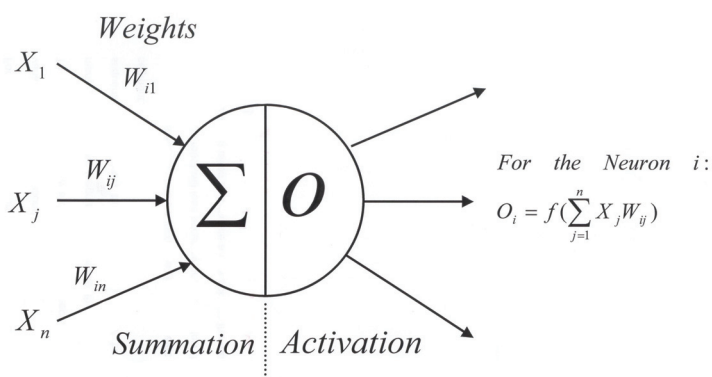 Weights
X1
Wi1
Xj
Wij
Σ O
For the Neuron i:
Oi = f(∑ j=1 n XjWij)
Win
Xn
Summation Activation